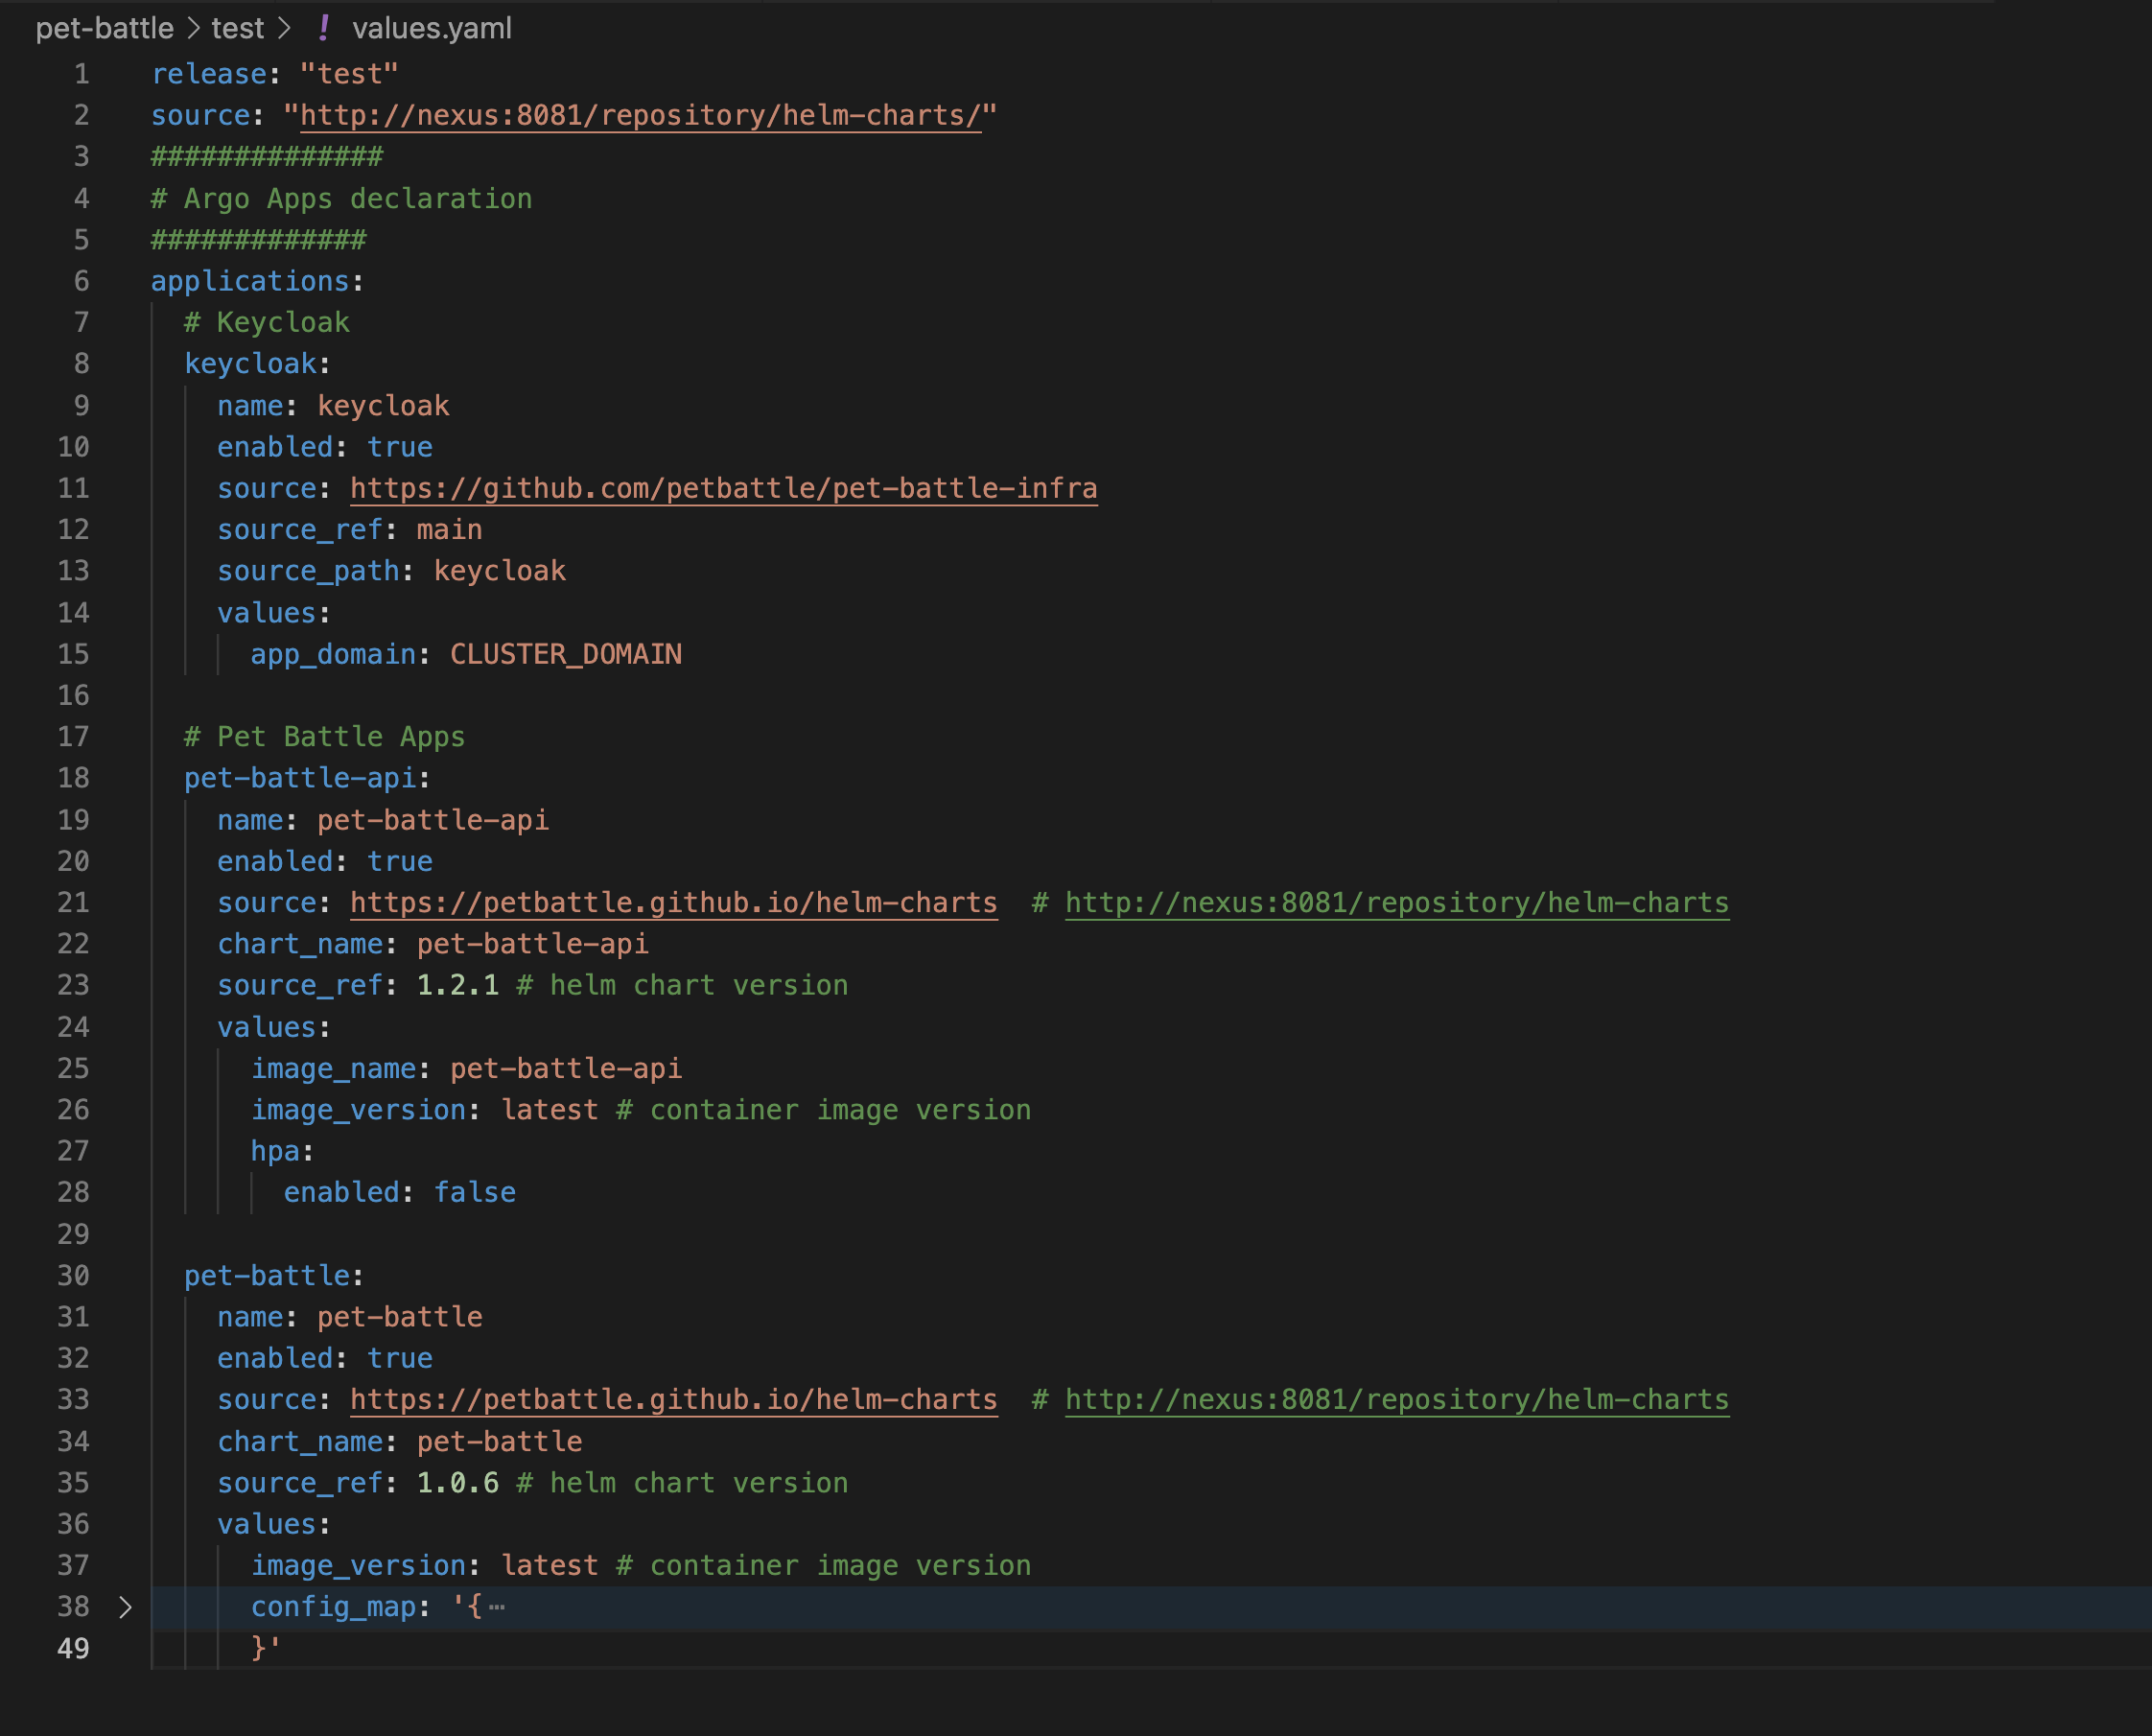 pet-battle > test > ! values.yaml
1 release: "test"
2 source: "http://nexus:8081/repository/helm-charts/"
3 ##############
4 # Argo Apps declaration
5 #############
6 applications:
7   # Keycloak
8   keycloak:
9     name: keycloak
10     enabled: true
11     source: https://github.com/petbattle/pet-battle-infra
12     source_ref: main
13     source_path: keycloak
14     values:
15       app_domain: CLUSTER_DOMAIN
16
17   # Pet Battle Apps
18   pet-battle-api:
19     name: pet-battle-api
20     enabled: true
21     source: https://petbattle.github.io/helm-charts  # http://nexus:8081/repository/helm-charts
22     chart_name: pet-battle-api
23     source_ref: 1.2.1 # helm chart version
24     values:
25       image_name: pet-battle-api
26       image_version: latest # container image version
27       hpa:
28         enabled: false
29
30   pet-battle:
31     name: pet-battle
32     enabled: true
33     source: https://petbattle.github.io/helm-charts  # http://nexus:8081/repository/helm-charts
34     chart_name: pet-battle
35     source_ref: 1.0.6 # helm chart version
36     values:
37       image_version: latest # container image version
38 >     config_map: '{ ⋯
49       }'